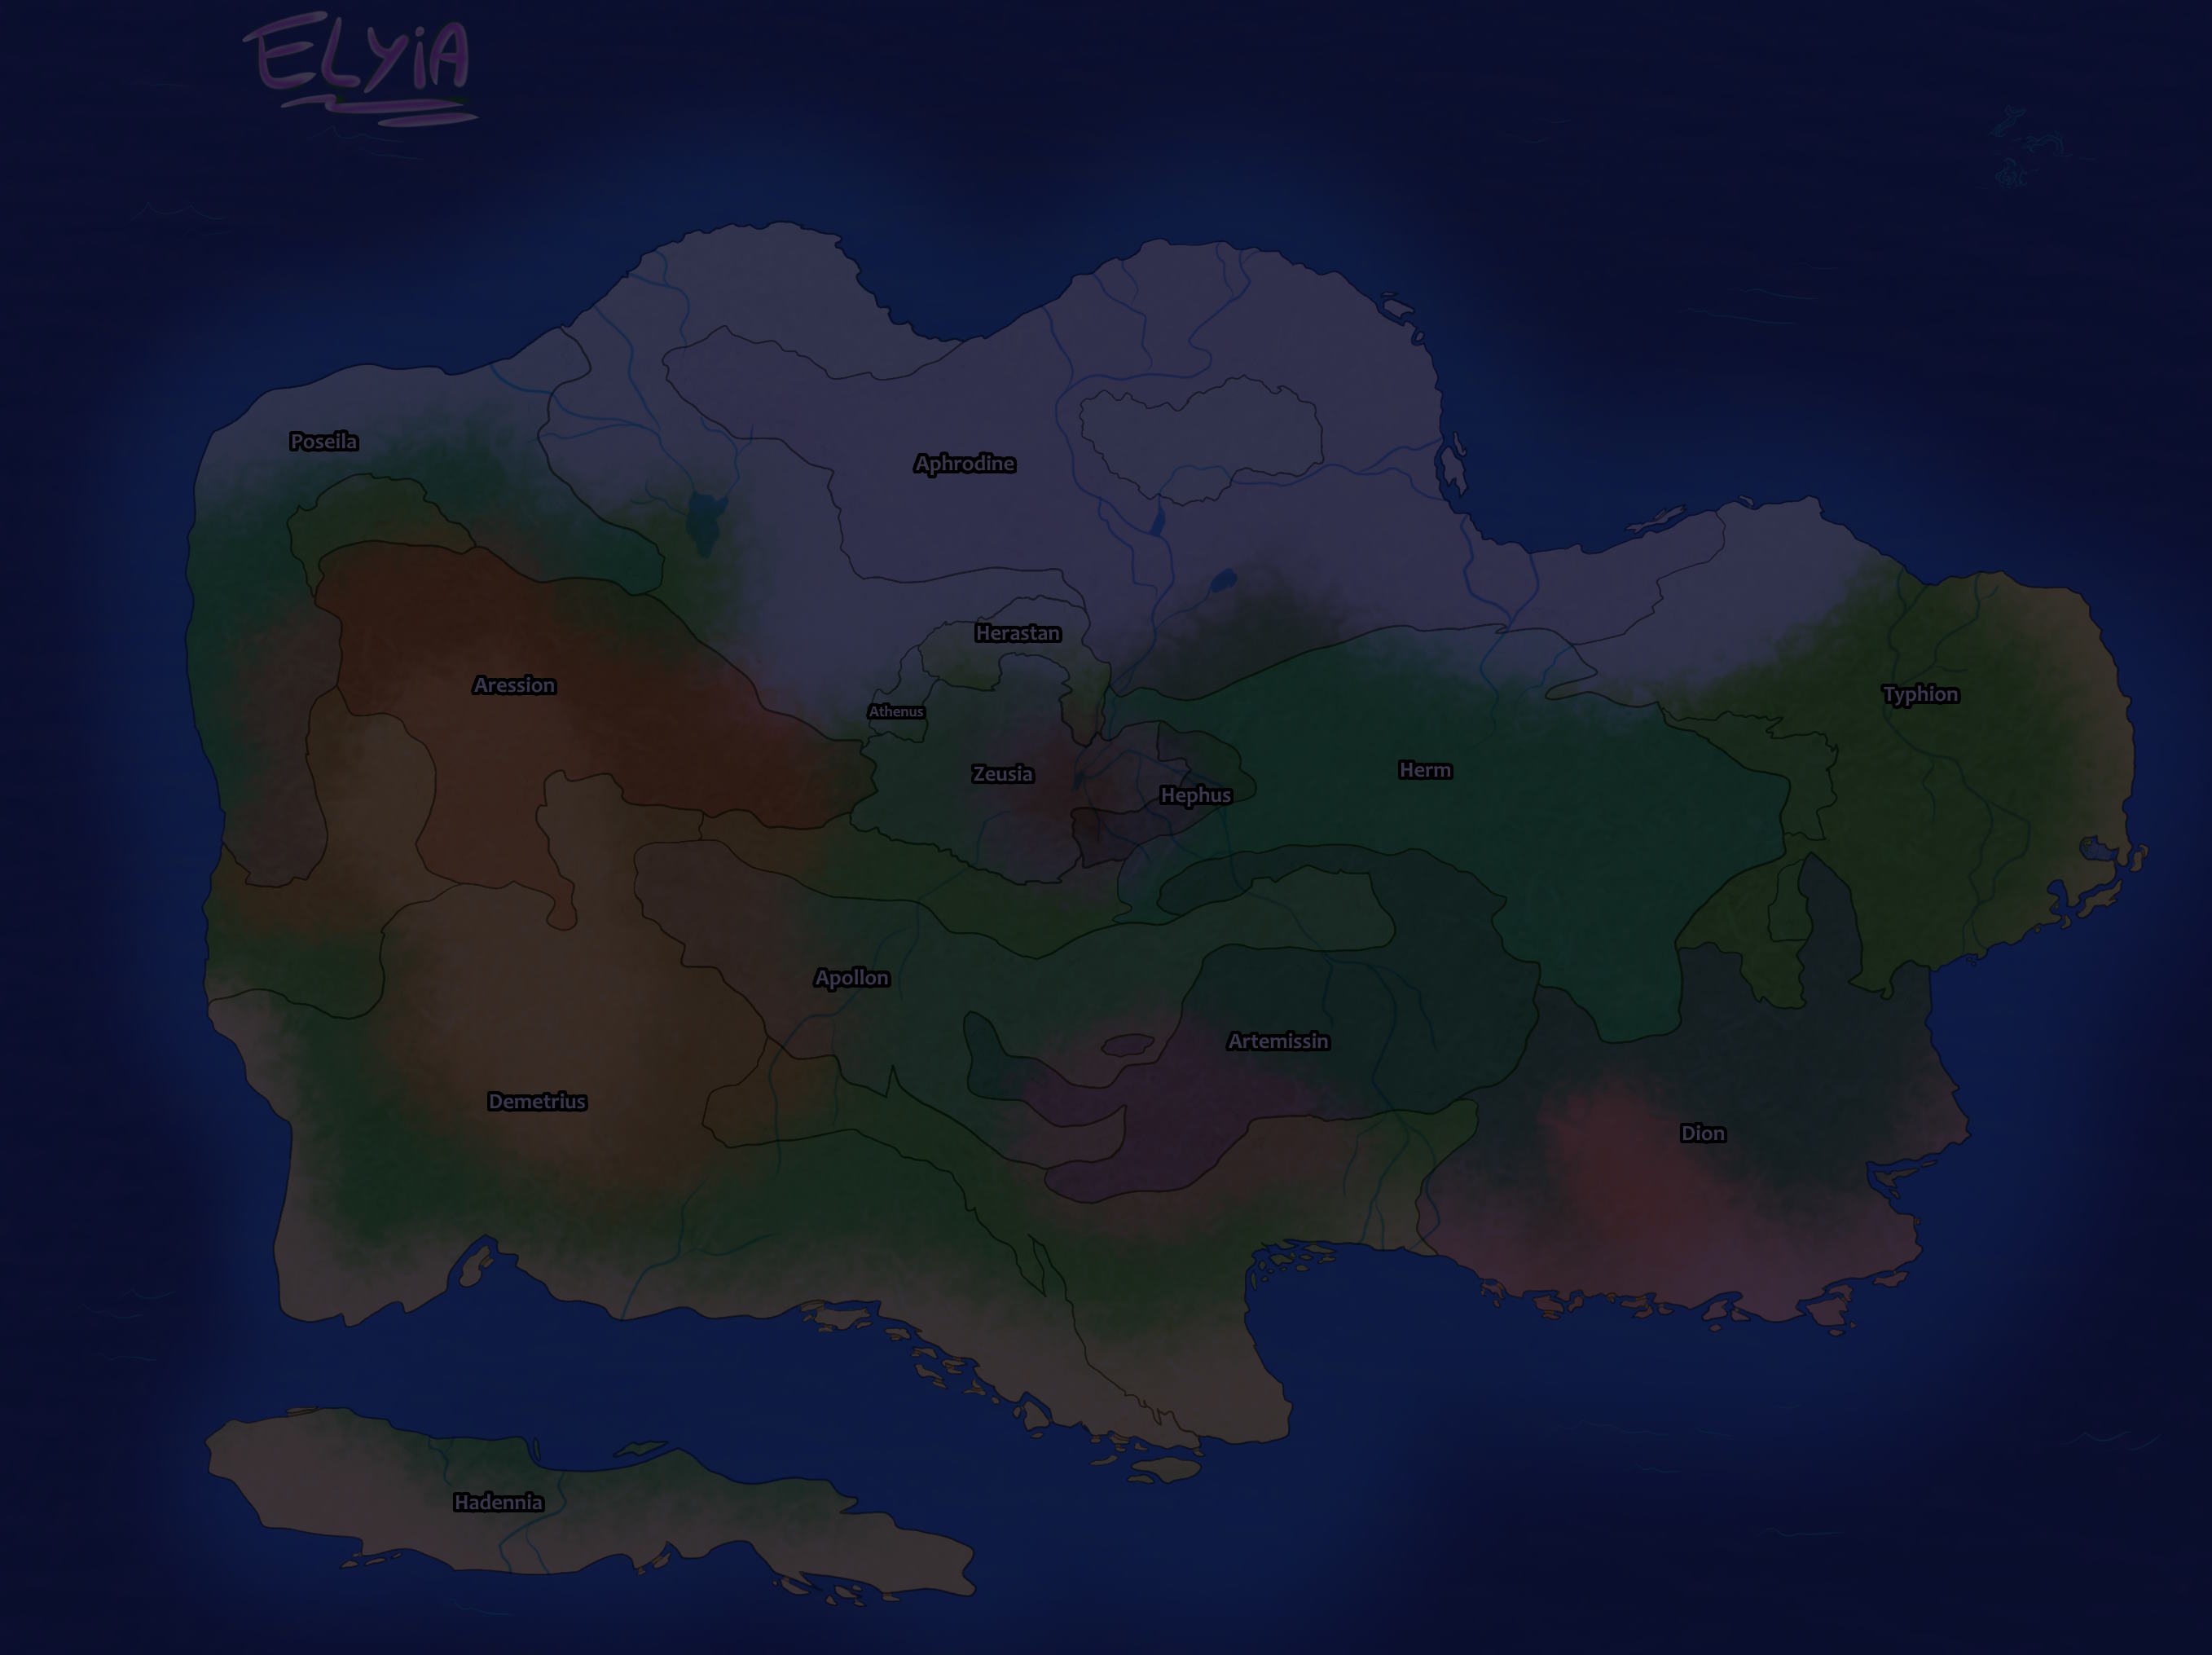 ELYiA
Poseila
Aphrodine
Herastan
Aression
Athenus
Typhion
Zeusia
Herm
Hephus
Apollon
Artemissin
Demetrius
Dion
Hadennia